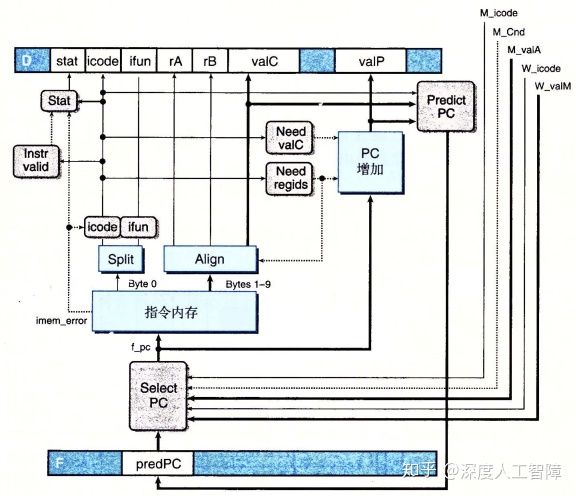 M_icode
M_Cnd
M_valA
W_icode
W_valM
D stat icode ifun rA rB valC valP
Stat
Predict
PC
Instr
valid
Need
valC
Need
regids
PC
增加
icode ifun
Split
Align
Byte 0
Bytes 1-9
imem_error
指令内存
f_pc
Select
PC
F predPC
知乎 @深度人工智障